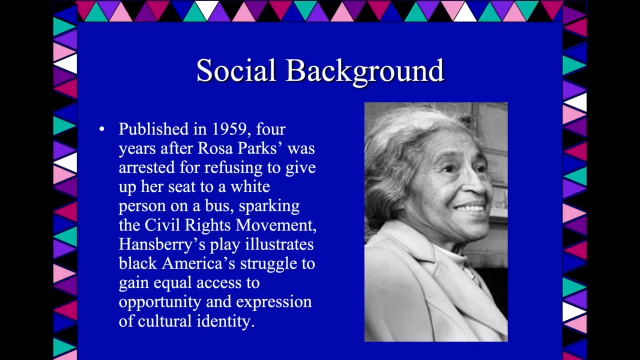 Social Background
• Published in 1959, four
years after Rosa Parks’ was
arrested for refusing to give
up her seat to a white
person on a bus, sparking
the Civil Rights Movement,
Hansberry’s play illustrates
black America’s struggle to
gain equal access to
opportunity and expression
of cultural identity.